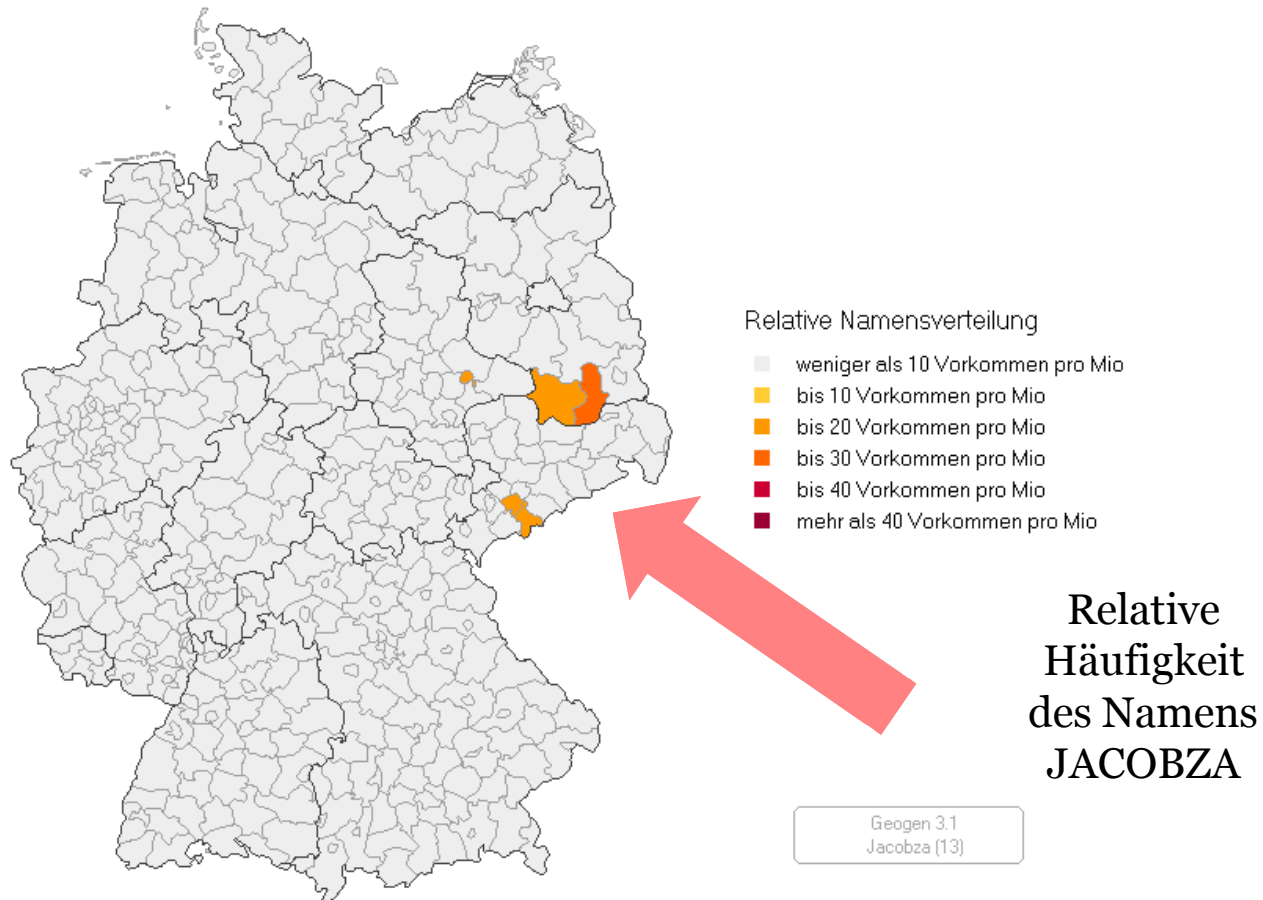 Relative Namensverteilung
weniger als 10 Vorkommen pro Mio
bis 10 Vorkommen pro Mio
bis 20 Vorkommen pro Mio
bis 30 Vorkommen pro Mio
bis 40 Vorkommen pro Mio
mehr als 40 Vorkommen pro Mio
Relative
Häufigkeit
des Namens
JACOBZA
Geogen 3.1
Jacobza (13)